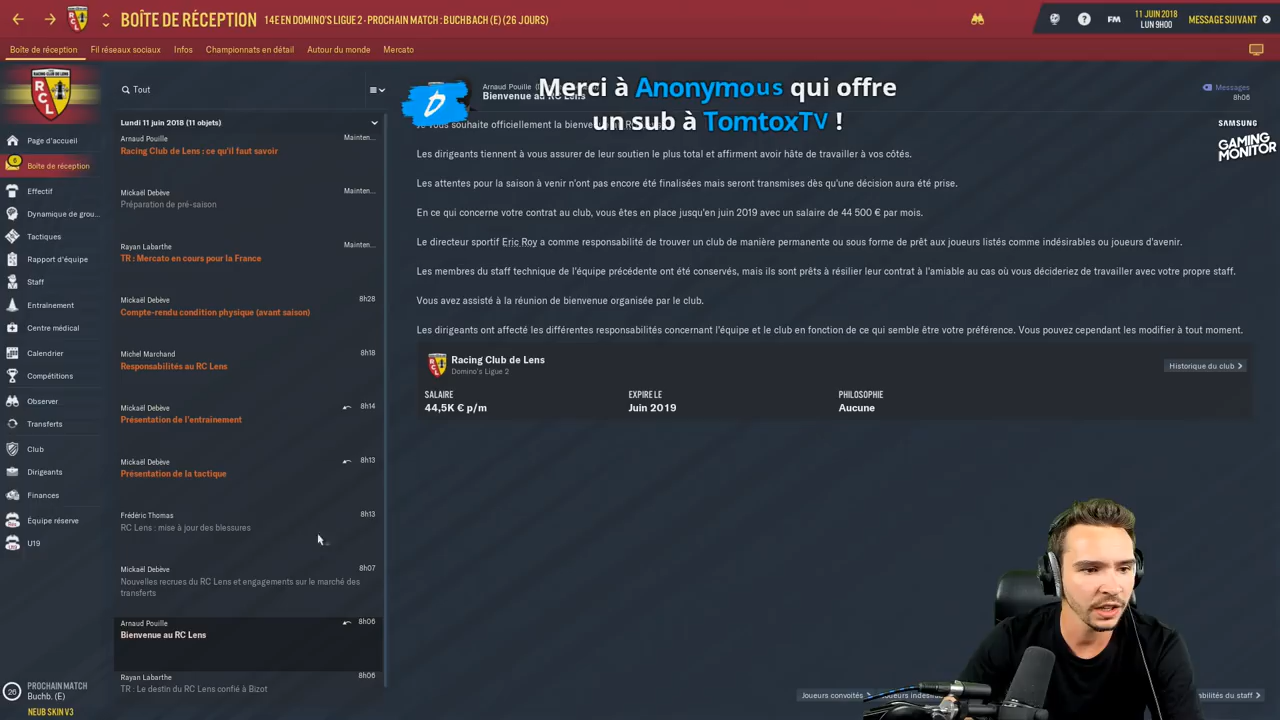 BOÎTE DE RÉCEPTION
14E EN DOMINO'S LIGUE 2 - PROCHAIN MATCH : BUCHBACH (E) (26 JOURS)
FM
11 JUIN 2018
LUN 9H00
MESSAGE SUIVANT
Boîte de réception
Fil réseaux sociaux
Infos
Championnats en détail
Autour du monde
Mercato
RCL
Page d'accueil
6
Boîte de réception
Effectif
Dynamique de grou...
Tactiques
Rapport d'équipe
Staff
Entraînement
Centre médical
Calendrier
Compétitions
Observer
Transferts
Club
Dirigeants
Finances
Équipe réserve
U19
26
PROCHAIN MATCH
Buchb. (E)
NEUB SKIN V3
Tout
Lundi 11 juin 2018 (11 objets)
Arnaud Pouille
Mainten...
Racing Club de Lens : ce qu'il faut savoir
Mickaël Debève
Mainten...
Préparation de pré-saison
Rayan Labarthe
Mainten...
TR : Mercato en cours pour la France
Mickaël Debève
8h28
Compte-rendu condition physique (avant saison)
Michel Marchand
8h18
Responsabilités au RC Lens
Mickaël Debève
8h14
Présentation de l'entrainement
Mickaël Debève
8h13
Présentation de la tactique
Frédéric Thomas
8h13
RC Lens : mise à jour des blessures
Mickaël Debève
8h07
Nouvelles recrues du RC Lens et engagements sur le marché des
transferts
Arnaud Pouille
8h06
Bienvenue au RC Lens
Rayan Labarthe
8h06
TR : Le destin du RC Lens confié à Bizot
Arnaud Pouille
Bienvenue au RC Lens
Messages
8h06
Merci à Anonymous qui offre
un sub à TomtoxTV !
SAMSUNG
GAMING
MONITOR
souhaite officiellement la
Les dirigeants tiennent à vous assurer de leur soutien le plus total et affirment avoir hâte de travailler à vos côtés.
Les attentes pour la saison à venir n'ont pas encore été finalisées mais seront transmises dès qu'une décision aura été prise.
En ce qui concerne votre contrat au club, vous êtes en place jusqu'en juin 2019 avec un salaire de 44 500 € par mois.
Le directeur sportif Eric Roy a comme responsabilité de trouver un club de manière permanente ou sous forme de prêt aux joueurs listés comme indésirables ou joueurs d'avenir.
Les membres du staff technique de l'équipe précédente ont été conservés, mais ils sont prêts à résilier leur contrat à l'amiable au cas où vous décideriez de travailler avec votre propre staff.
Vous avez assisté à la réunion de bienvenue organisée par le club.
Les dirigeants ont affecté les différentes responsabilités concernant l'équipe et le club en fonction de ce qui semble être votre préférence. Vous pouvez cependant les modifier à tout moment.
Racing Club de Lens
Domino's Ligue 2
Historique du club
SALAIRE
44,5K € p/m
EXPIRE LE
Juin 2019
PHILOSOPHIE
Aucune
Joueurs convoités
du staff